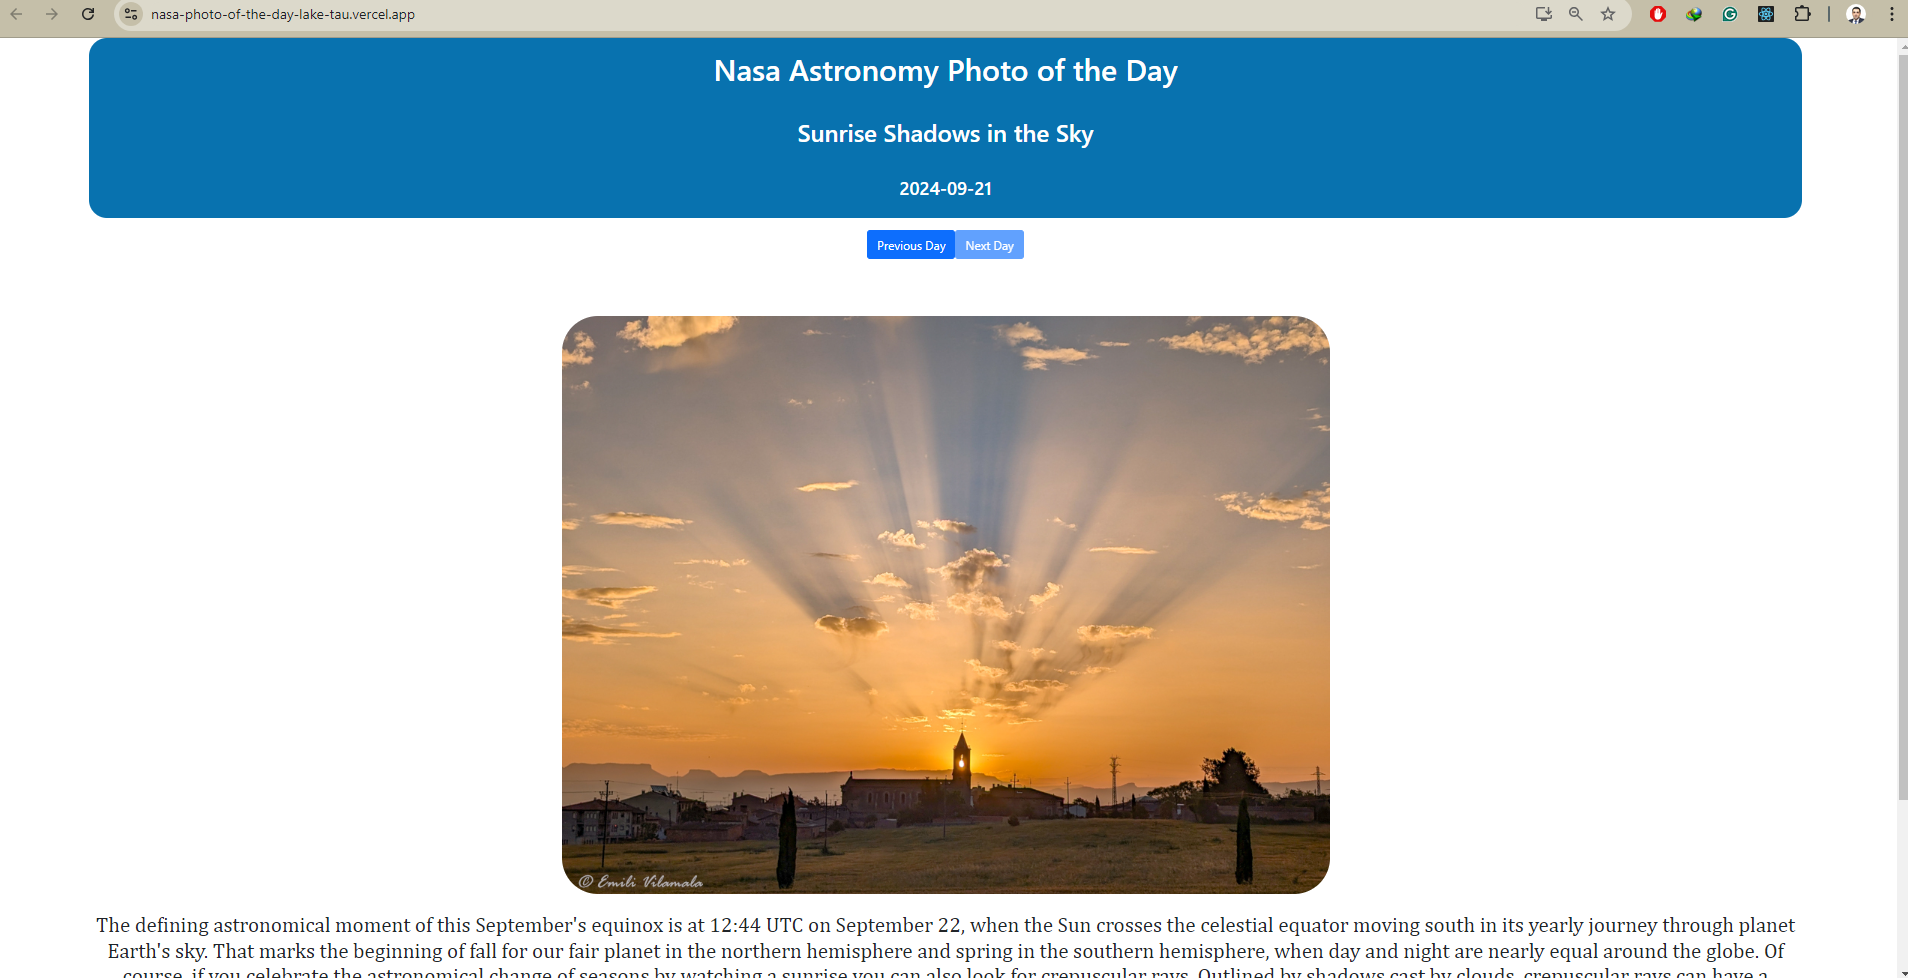 nasa-photo-of-the-day-lake-tau.vercel.app
Nasa Astronomy Photo of the Day
Sunrise Shadows in the Sky
2024-09-21
Previous Day Next Day
© Emili Vilamala
The defining astronomical moment of this September's equinox is at 12:44 UTC on September 22, when the Sun crosses the celestial equator moving south in its yearly journey through planet
Earth's sky. That marks the beginning of fall for our fair planet in the northern hemisphere and spring in the southern hemisphere, when day and night are nearly equal around the globe. Of
course, if you celebrate the astronomical change of seasons by watching a sunrise you can also look for crepuscular rays. Outlined by shadows cast by clouds, crepuscular rays can have a